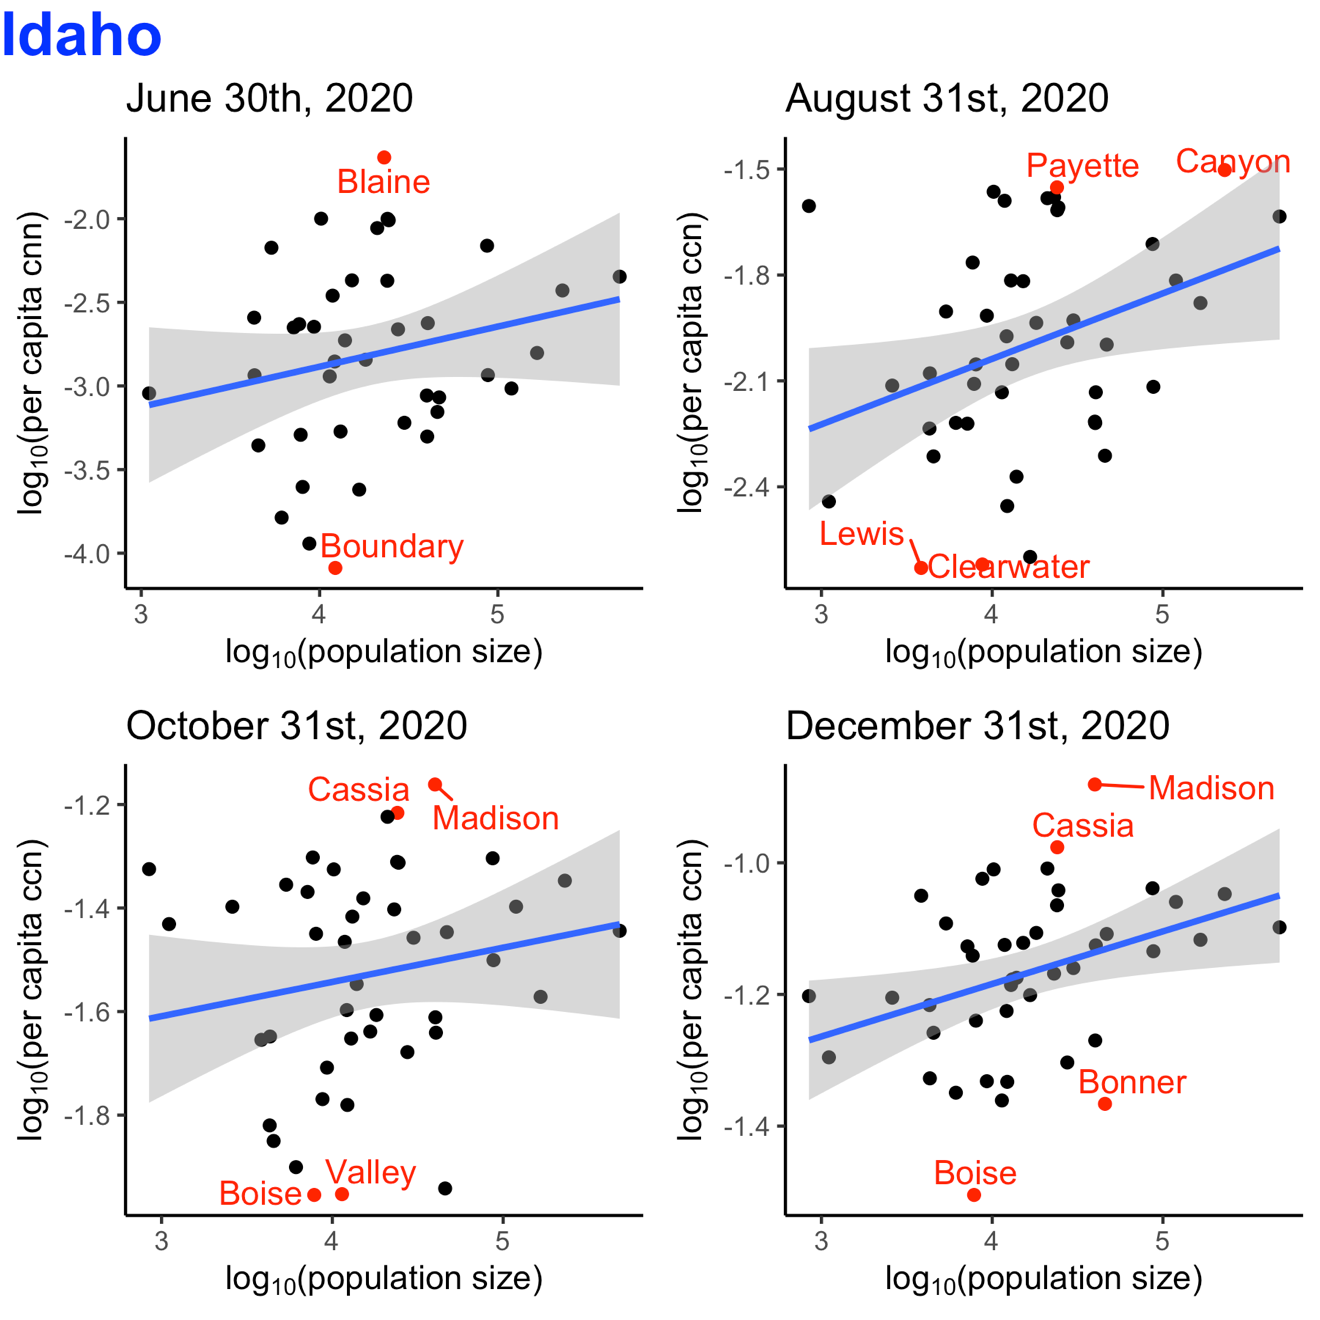 Idaho
June 30th, 2020
Blaine
Boundary
-2.0
-2.5
-3.0
-3.5
-4.0
3 4 5
log10(per capita cnn)
log10(population size)
August 31st, 2020
Payette
Canyon
Lewis
Clearwater
-1.5
-1.8
-2.1
-2.4
3 4 5
log10(per capita ccn)
log10(population size)
October 31st, 2020
Cassia
Madison
Boise
Valley
-1.2
-1.4
-1.6
-1.8
3 4 5
log10(per capita ccn)
log10(population size)
December 31st, 2020
Madison
Cassia
Bonner
Boise
-1.0
-1.2
-1.4
3 4 5
log10(per capita ccn)
log10(population size)